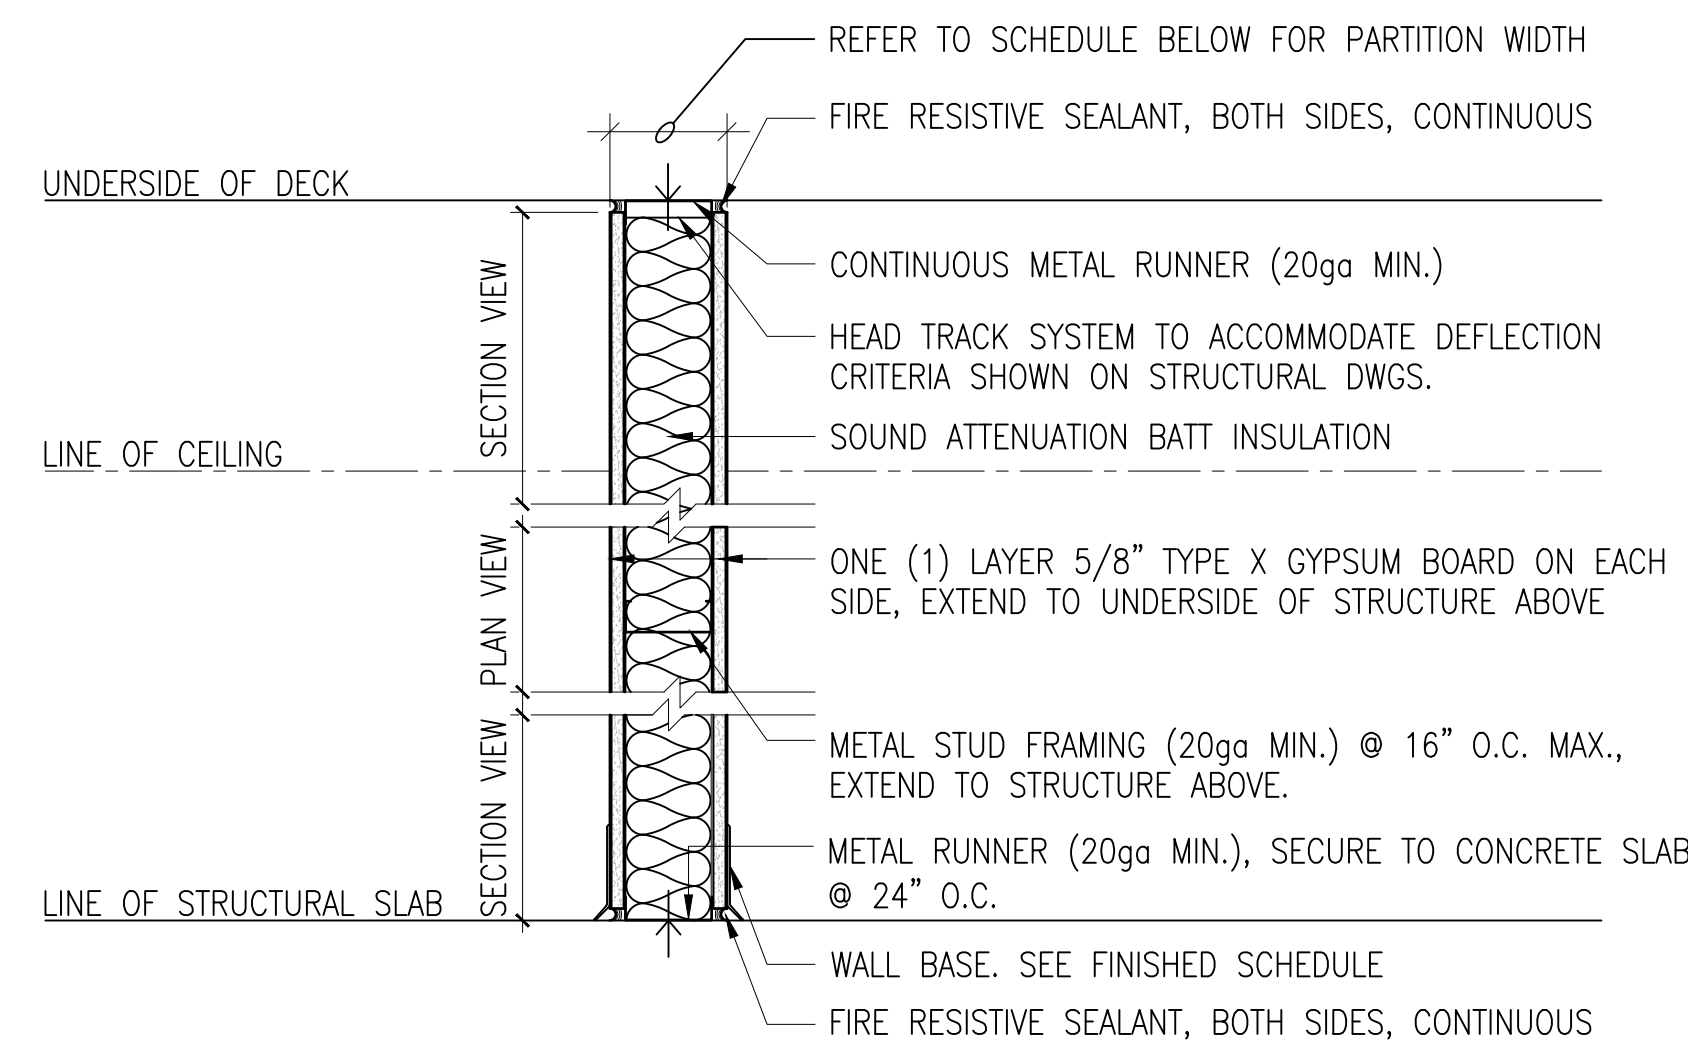 REFER TO SCHEDULE BELOW FOR PARTITION WIDTH
FIRE RESISTIVE SEALANT, BOTH SIDES, CONTINUOUS
UNDERSIDE OF DECK
CONTINUOUS METAL RUNNER (20ga MIN.)
HEAD TRACK SYSTEM TO ACCOMMODATE DEFLECTION
CRITERIA SHOWN ON STRUCTURAL DWGS.
SECTION VIEW
SOUND ATTENUATION BATT INSULATION
LINE OF CEILING
ONE (1) LAYER 5/8” TYPE X GYPSUM BOARD ON EACH
SIDE, EXTEND TO UNDERSIDE OF STRUCTURE ABOVE
PLAN VIEW
METAL STUD FRAMING (20ga MIN.) @ 16” O.C. MAX.,
EXTEND TO STRUCTURE ABOVE.
SECTION VIEW
METAL RUNNER (20ga MIN.), SECURE TO CONCRETE SLAB
@ 24” O.C.
LINE OF STRUCTURAL SLAB
WALL BASE. SEE FINISHED SCHEDULE
FIRE RESISTIVE SEALANT, BOTH SIDES, CONTINUOUS